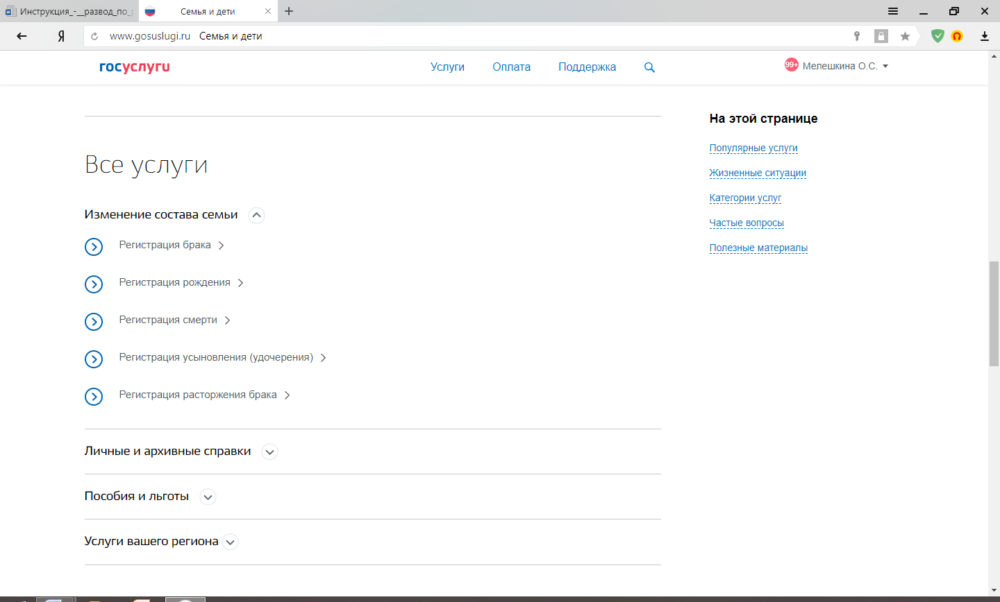 Инструкция_-__развод_по_
Семья и дети
Я
www.gosuslugi.ru Семья и дети
госуслуги
Услуги
Оплата
Поддержка
99+
Мелешкина О.С.
На этой странице
Популярные услуги
Жизненные ситуации
Категории услуг
Частые вопросы
Полезные материалы
Все услуги
Изменение состава семьи
Регистрация брака
Регистрация рождения
Регистрация смерти
Регистрация усыновления (удочерения)
Регистрация расторжения брака
Личные и архивные справки
Пособия и льготы
Услуги вашего региона